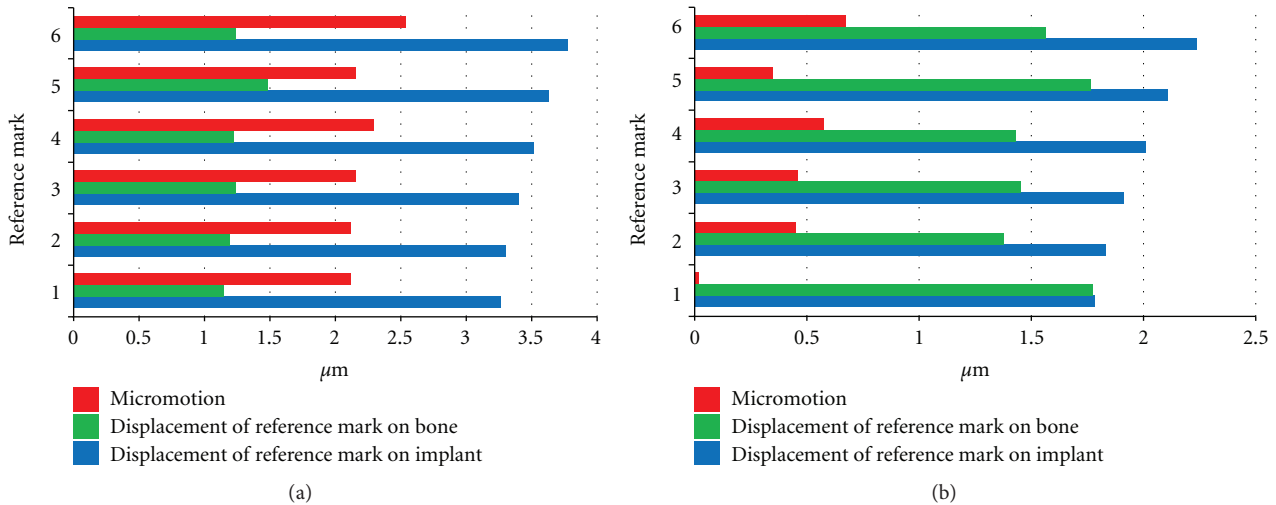 Reference mark
6
5
4
3
2
1
0 0.5 1 1.5 2 2.5 3 3.5 4
μm
Micromotion
Displacement of reference mark on bone
Displacement of reference mark on implant
(a)
Reference mark
6
5
4
3
2
1
0 0.5 1 1.5 2 2.5
μm
Micromotion
Displacement of reference mark on bone
Displacement of reference mark on implant
(b)